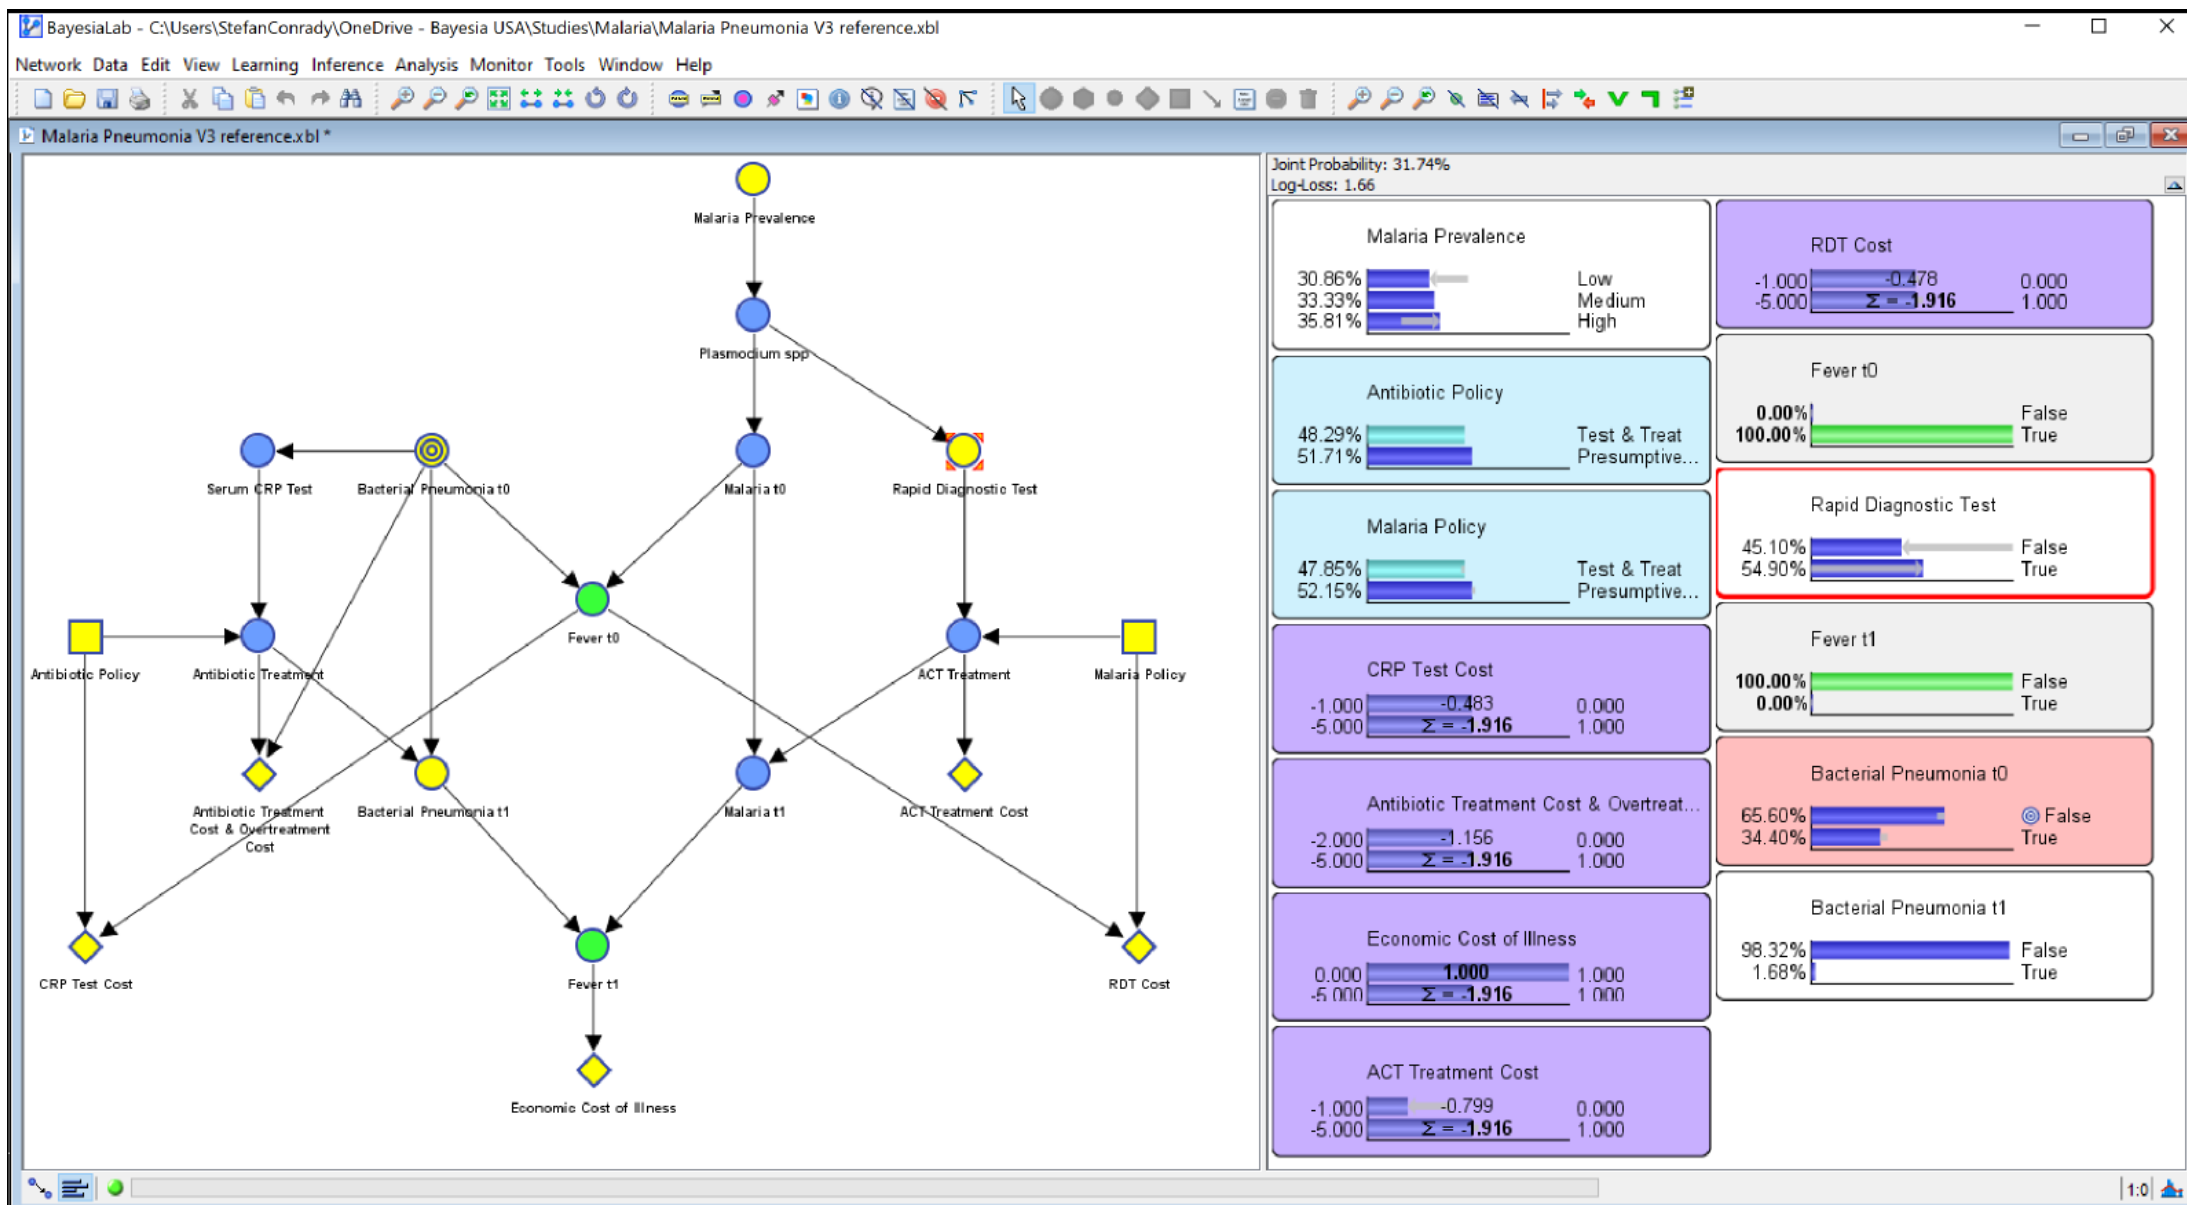 BayesiaLab - C:\Users\StefanConrady\OneDrive - Bayesia USA\Studies\Malaria\Malaria Pneumonia V3 reference.xbl
Network Data Edit View Learning Inference Analysis Monitor Tools Window Help
Malaria Pneumonia V3 reference.xbl *
Malaria Prevalence
Plasmodium spp
Serum CRP Test
Bacterial Pneumonia t0
Malaria t0
Rapid Diagnostic Test
Fever t0
Antibiotic Policy
Antibiotic Treatment
ACT Treatment
Malaria Policy
Antibiotic Treatment
Cost & Overtreatment
Cost
Bacterial Pneumonia t1
Malaria t1
ACT Treatment Cost
CRP Test Cost
Fever t1
RDT Cost
Economic Cost of Illness
Joint Probability: 31.74%
Log-Loss: 1.66
Malaria Prevalence
30.86% Low
33.33% Medium
35.81% High
Antibiotic Policy
48.29% Test & Treat
51.71% Presumptive...
Malaria Policy
47.85% Test & Treat
52.15% Presumptive...
CRP Test Cost
-1.000 -0.483 0.000
-5.000 Σ = -1.916 1.000
Antibiotic Treatment Cost & Overtreat...
-2.000 -1.156 0.000
-5.000 Σ = -1.916 1.000
Economic Cost of Illness
0.000 1.000 1.000
-5.000 Σ = -1.916 1.000
ACT Treatment Cost
-1.000 -0.799 0.000
-5.000 Σ = -1.916 1.000
RDT Cost
-1.000 -0.478 0.000
-5.000 Σ = -1.916 1.000
Fever t0
0.00% False
100.00% True
Rapid Diagnostic Test
45.10% False
54.90% True
Fever t1
100.00% False
0.00% True
Bacterial Pneumonia t0
65.60% False
34.40% True
Bacterial Pneumonia t1
98.32% False
1.68% True
1:0